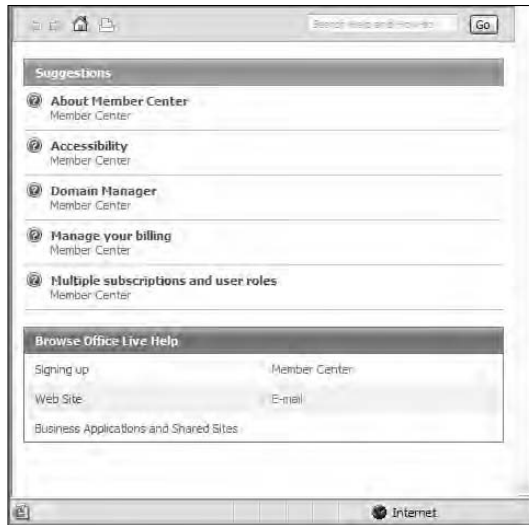 Search Help and How-to
Go
Suggestions
About Member Center
Member Center
Accessibility
Member Center
Domain Manager
Member Center
Manage your billing
Member Center
Multiple subscriptions and user roles
Member Center
Browse Office Live Help
Signing up Member Center
Web Site E-mail
Business Applications and Shared Sites
Internet